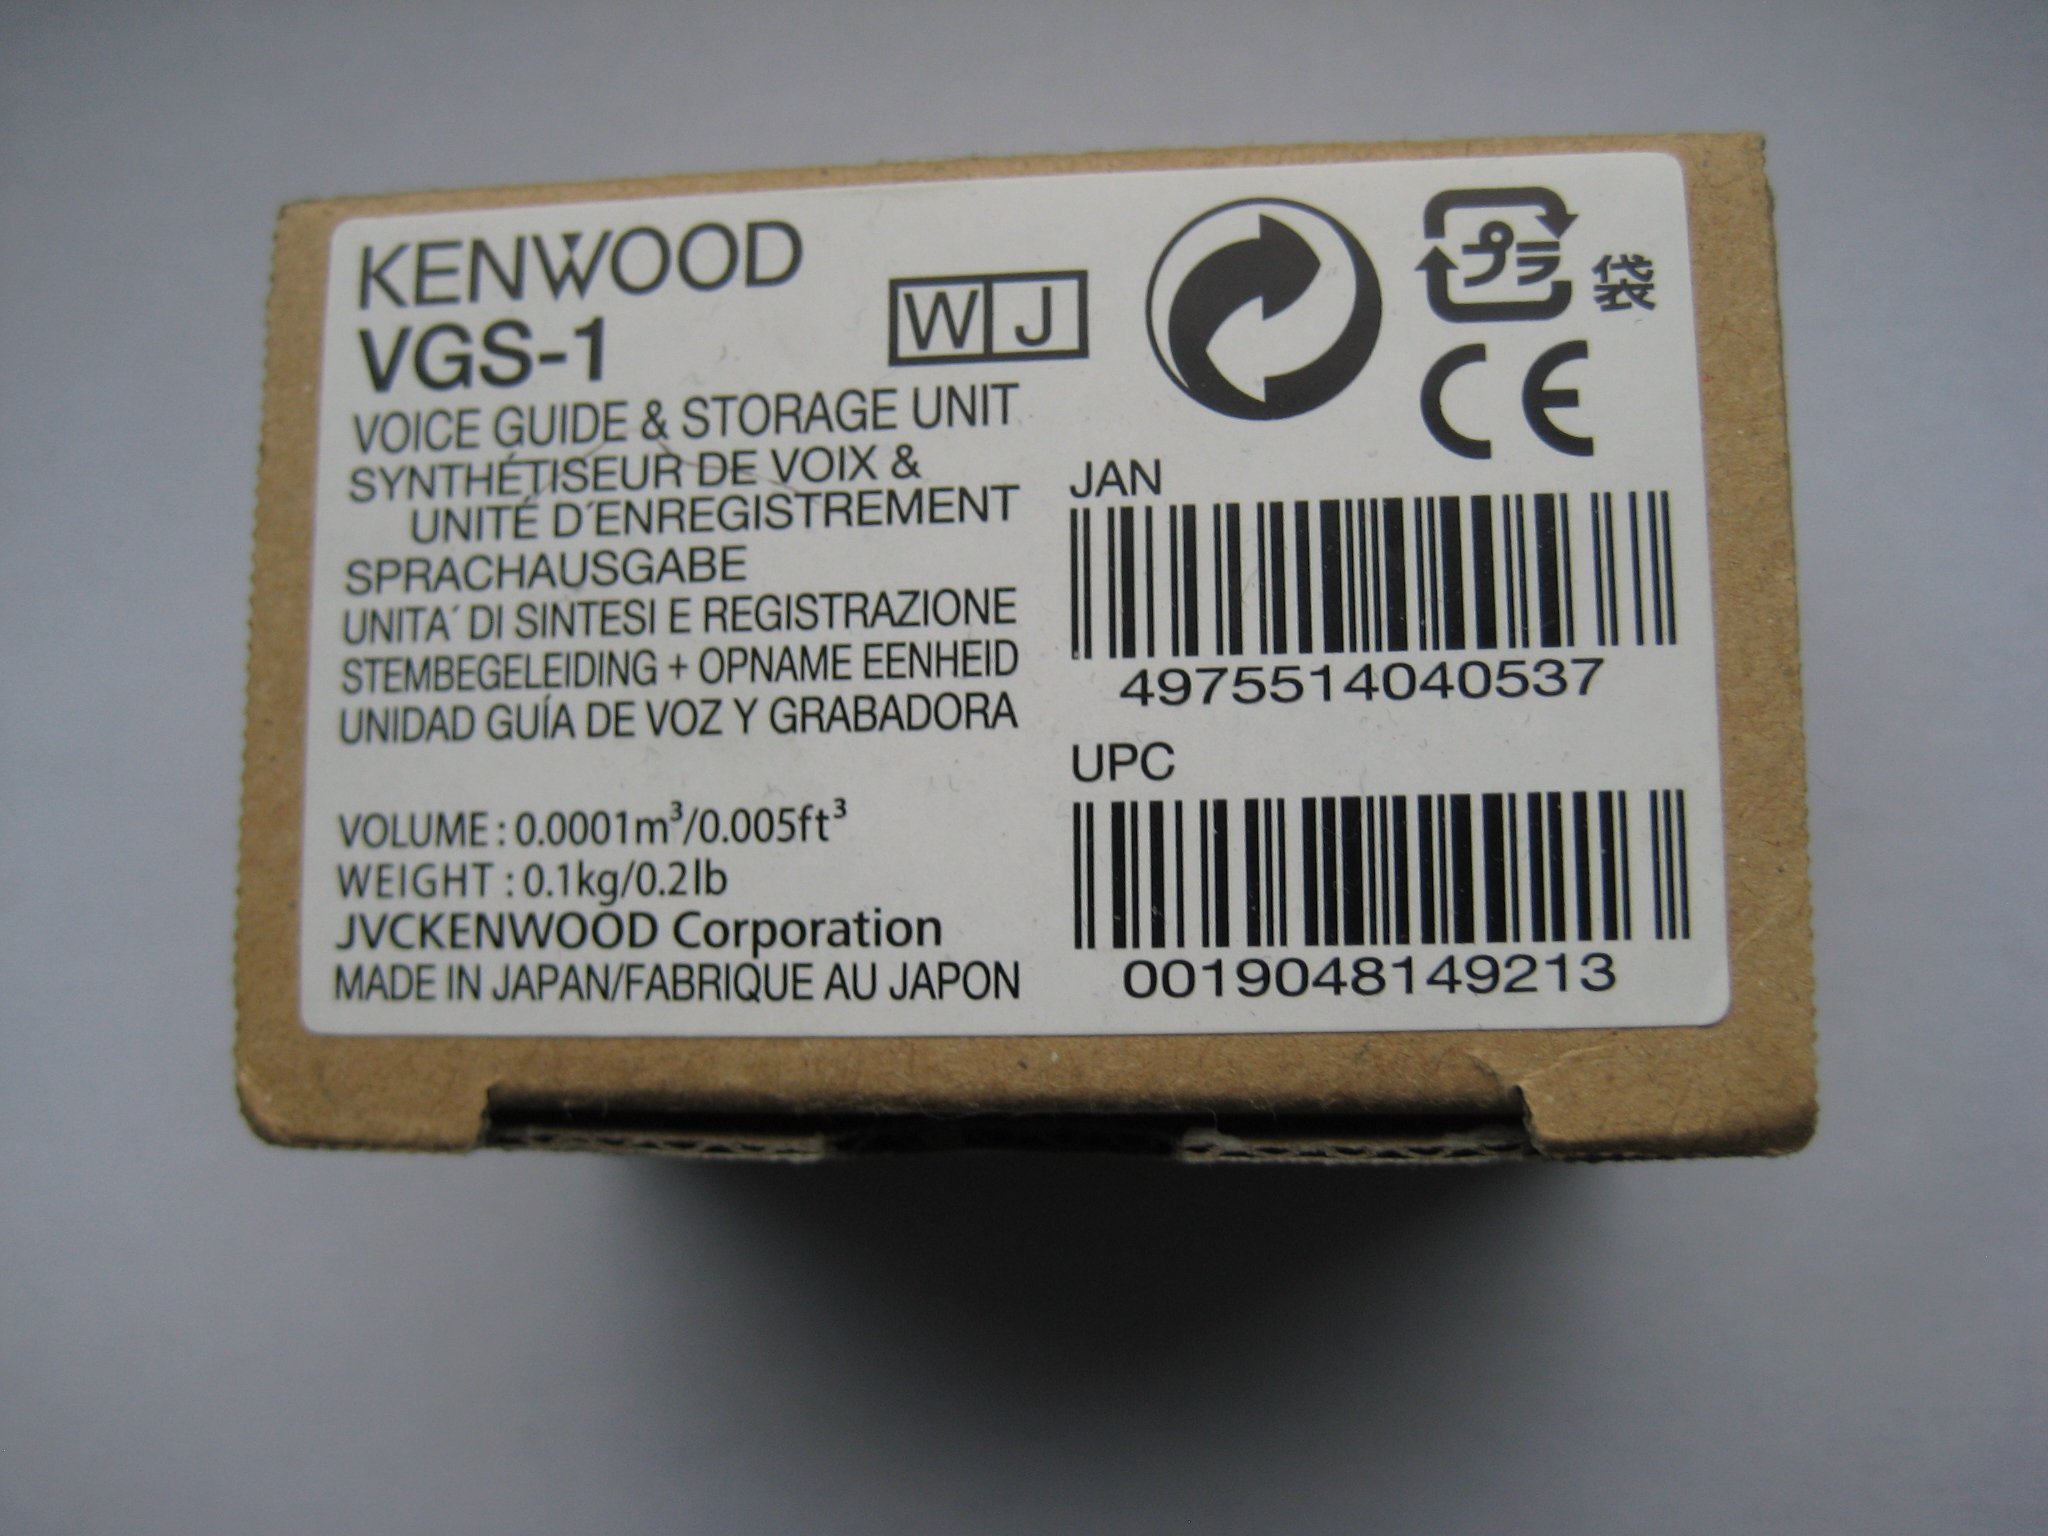 KENWOOD
VGS-1
W J
VOICE GUIDE & STORAGE UNIT
SYNTHÉTISEUR DE VOIX &
UNITÉ D´ENREGISTREMENT
SPRACHAUSGABE
UNITA´ DI SINTESI E REGISTRAZIONE
STEMBEGELEIDING + OPNAME EENHEID
UNIDAD GUÍA DE VOZ Y GRABADORA
VOLUME : 0.0001m³/0.005ft³
WEIGHT : 0.1kg/0.2lb
JVCKENWOOD Corporation
MADE IN JAPAN/FABRIQUE AU JAPON
プラ 袋
CE
JAN
4975514040537
UPC
0019048149213